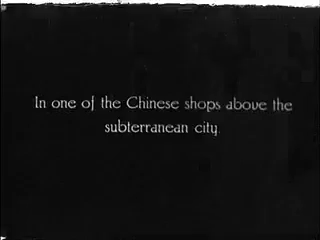 In one of the Chinese shops above the
subterranean city.